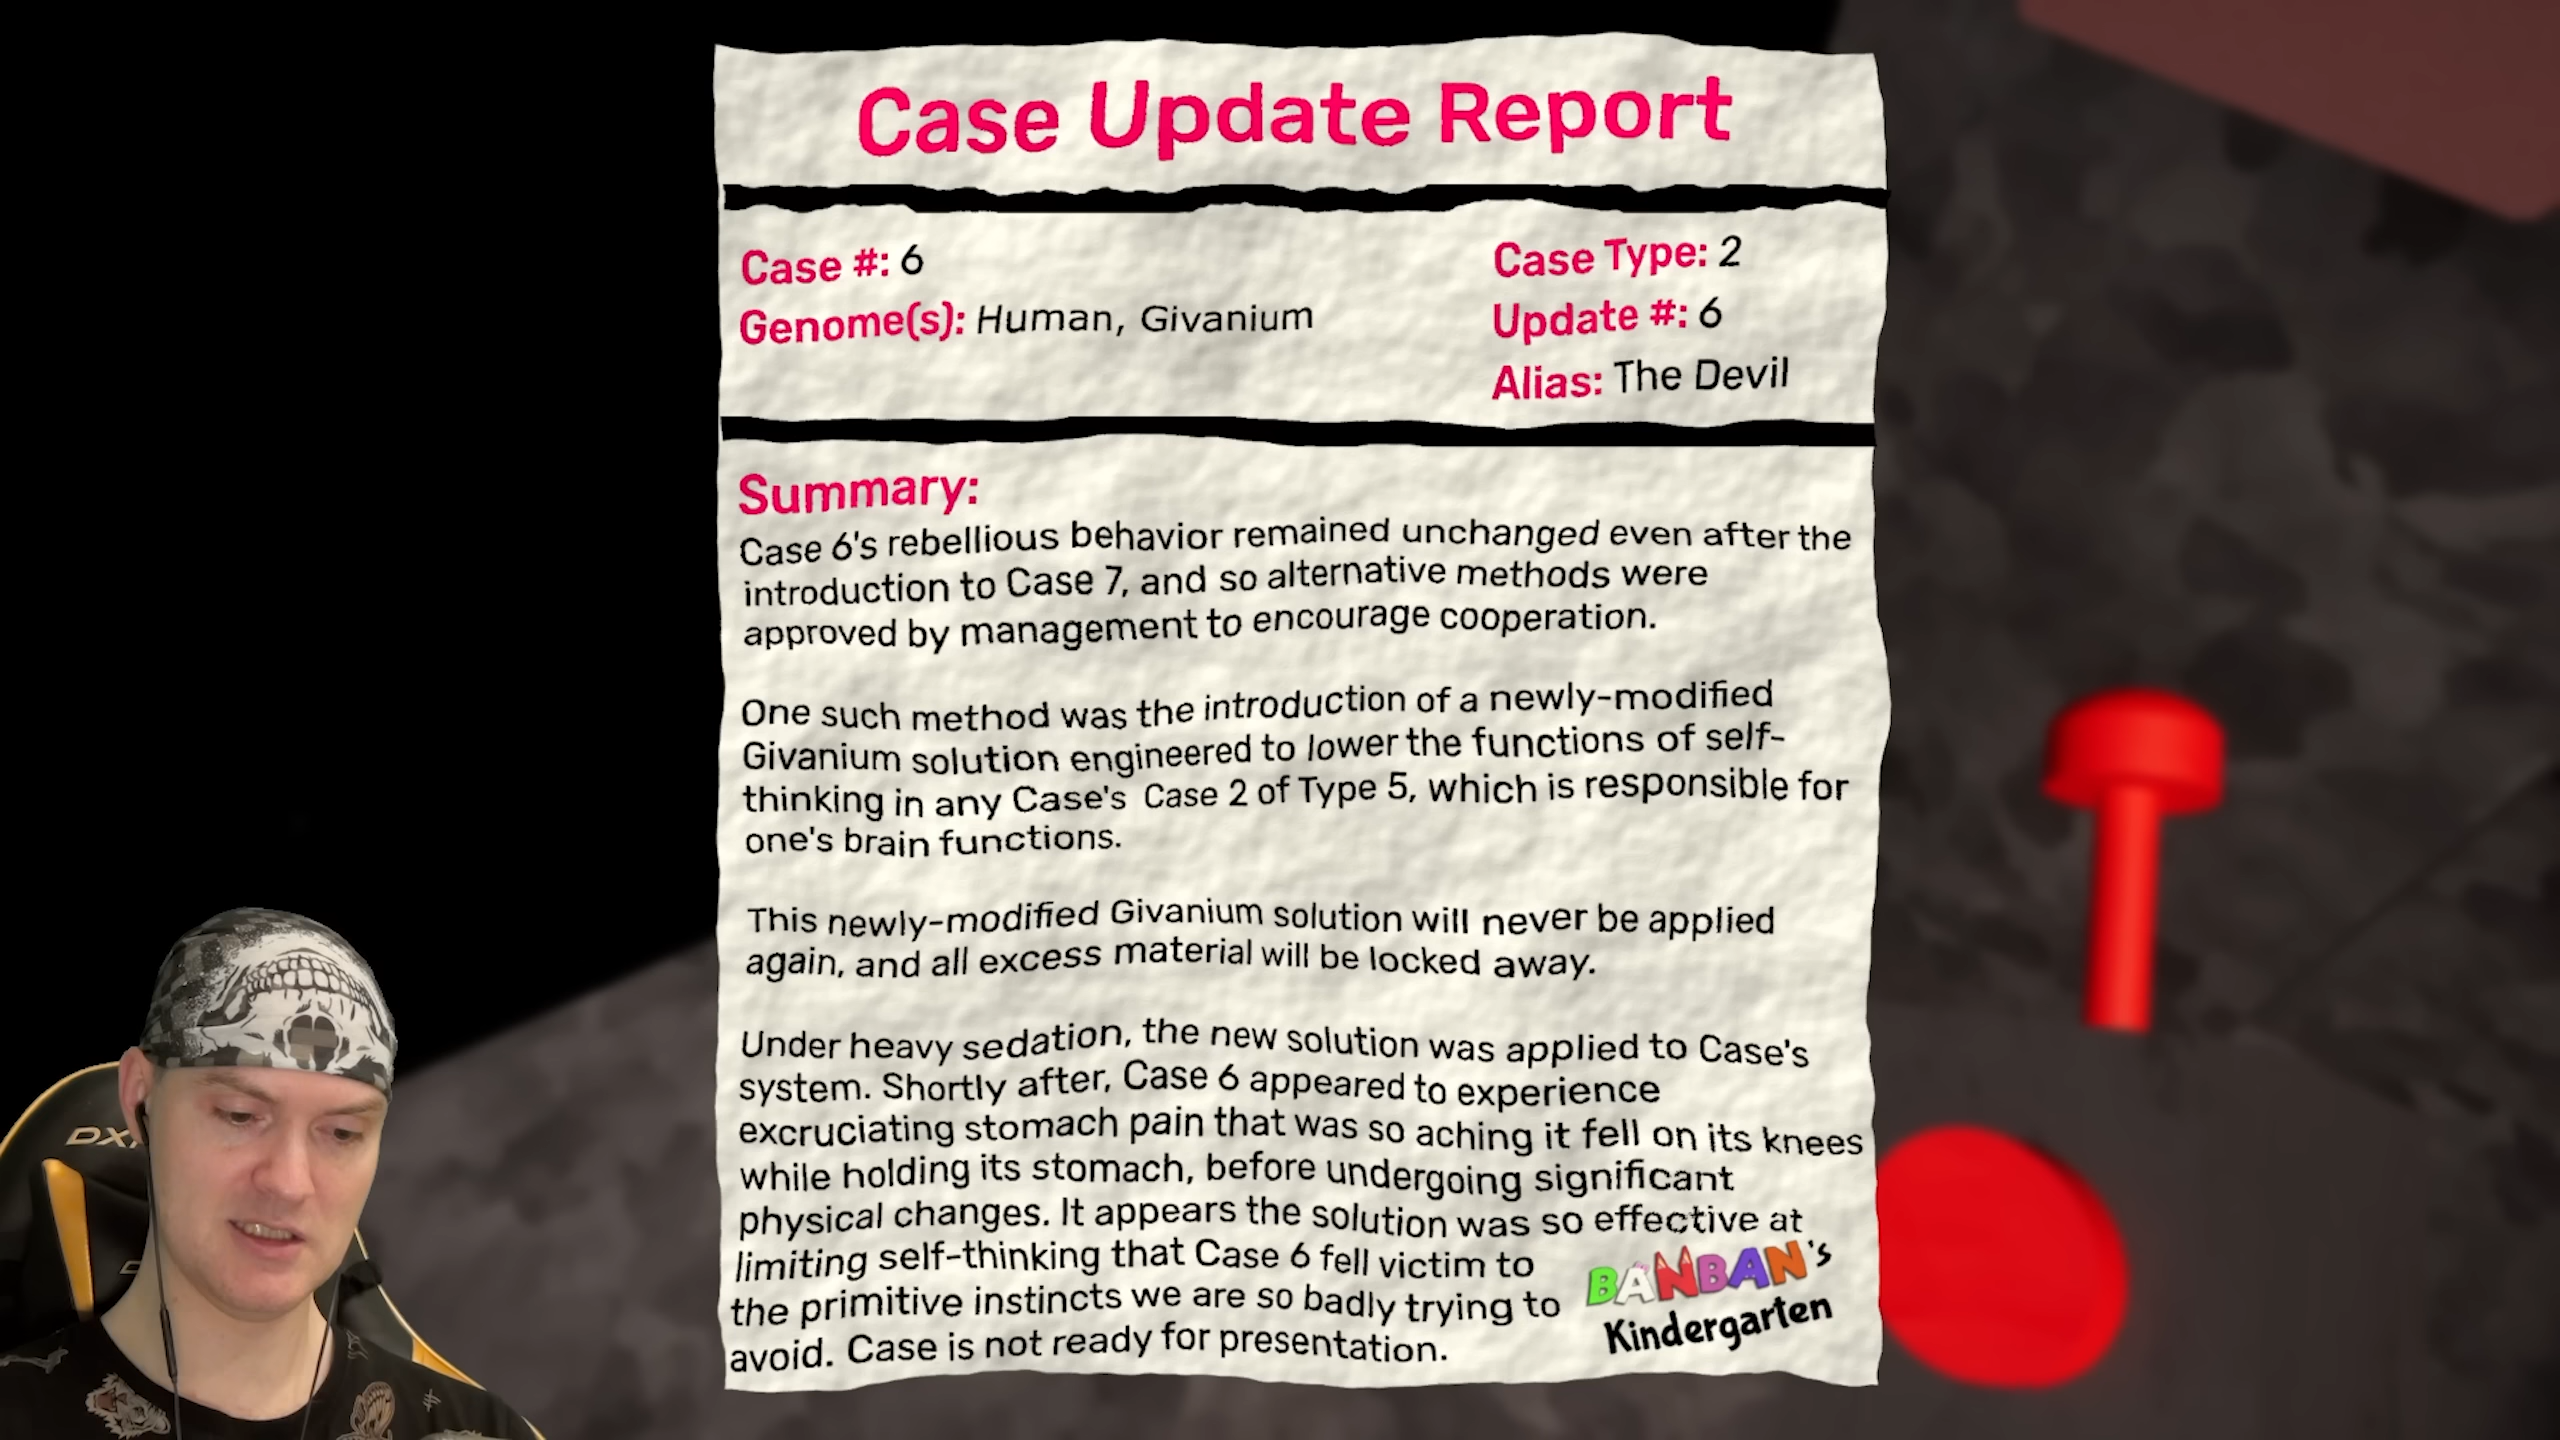 Case Update Report
Case #: 6
Case Type: 2
Genome(s): Human, Givanium
Update #: 6
Alias: The Devil
Summary:
Case 6's rebellious behavior remained unchanged even after the
introduction to Case 7, and so alternative methods were
approved by management to encourage cooperation.
One such method was the introduction of a newly-modified
Givanium solution engineered to lower the functions of self-
thinking in any Case's Case 2 of Type 5, which is responsible for
one's brain functions.
This newly-modified Givanium solution will never be applied
again, and all excess material will be locked away.
Under heavy sedation, the new solution was applied to Case's
system. Shortly after, Case 6 appeared to experience
excruciating stomach pain that was so aching it fell on its knees
while holding its stomach, before undergoing significant
physical changes. It appears the solution was so effective at
limiting self-thinking that Case 6 fell victim to
the primitive instincts we are so badly trying to
avoid. Case is not ready for presentation.
BANBAN's
Kindergarten